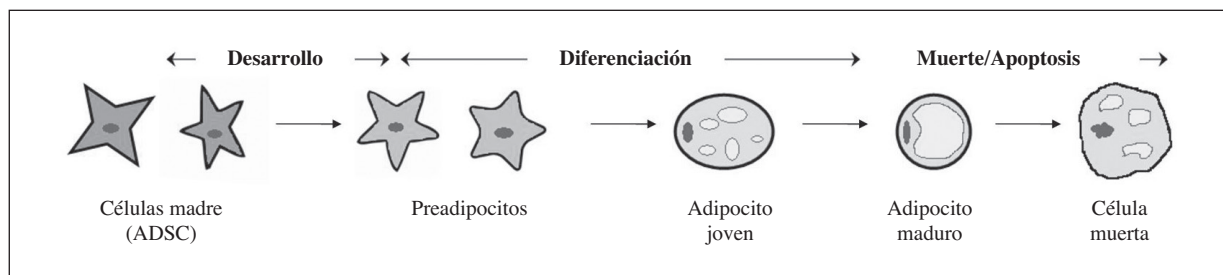 Desarrollo
Diferenciación
Muerte/Apoptosis
Células madre
(ADSC)
Preadipocitos
Adipocito
joven
Adipocito
maduro
Célula
muerta